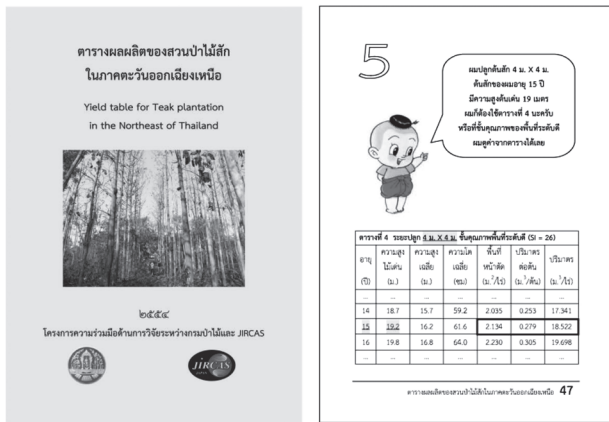 ตารางผลผลิตของสวนป่าไม้สัก
ในภาคตะวันออกเฉียงเหนือ
Yield table for Teak plantation
in the Northeast of Thailand
๒๕๕๔
โครงการความร่วมมือด้านการวิจัยระหว่างกรมป่าไม้และ JIRCAS
JIRCAS
5
ผมปลูกต้นสัก 4 ม. X 4 ม.
ต้นสักของผมอายุ 15 ปี
มีความสูงต้นเด่น 19 เมตร
ผมก็ต้องใช้ตารางที่ 4 นะครับ
หรือที่ชั้นคุณภาพของพื้นที่ระดับดี
ผมดูค่าจากตารางได้เลย
ตารางที่ 4 ระยะปลูก 4 ม. X 4 ม. ชั้นคุณภาพพื้นที่ระดับดี (SI = 26)
อายุ ความสูง ความสูง ความโต พื้นที่ ปริมาตร ปริมาตร
ไม้เด่น เฉลี่ย เฉลี่ย หน้าตัด ต่อต้น
(ปี) (ม.) (ม.) (ซม) (ม.²/ไร่) (ม.³/ต้น) (ม.³/ไร่)
... ... ... ... ... ... ...
14 18.7 15.7 59.2 2.035 0.253 17.341
15 19.2 16.2 61.6 2.134 0.279 18.522
16 19.8 16.8 64.0 2.230 0.305 19.698
... ... ... ... ... ... ...
ตารางผลผลิตของสวนป่าไม้สักในภาคตะวันออกเฉียงเหนือ 47